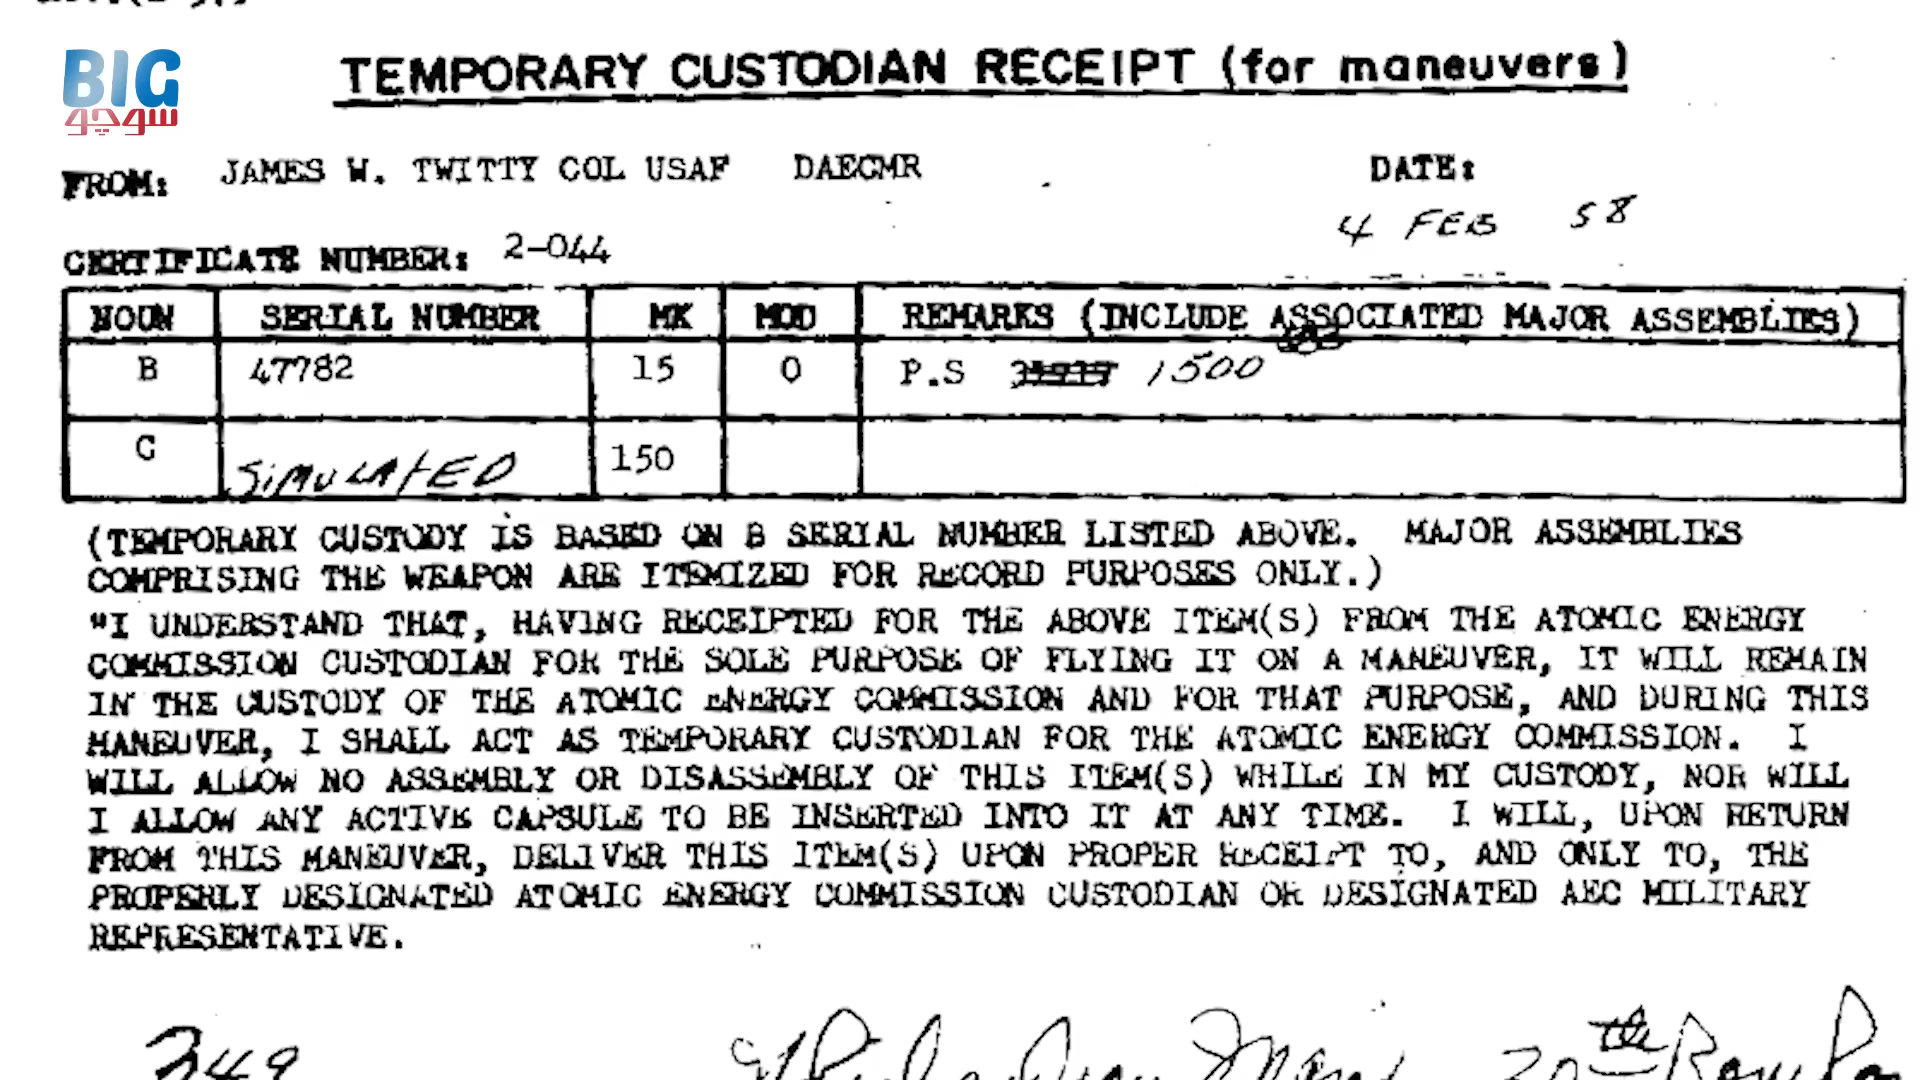 BIG
سوچو
TEMPORARY CUSTODIAN RECEIPT (for maneuvers)
FROM: JAMES W. TWITTY COL USAF DAECMR DATE:
4 FEB 58
CERTIFICATE NUMBER: 2-044
NOUN SERIAL NUMBER MK MOD REMARKS (INCLUDE ASSOCIATED MAJOR ASSEMBLIES)
B 47782 15 0 P.S 1500
C SIMULATED 150
(TEMPORARY CUSTODY IS BASED ON B SERIAL NUMBER LISTED ABOVE. MAJOR ASSEMBLIES
COMPRISING THE WEAPON ARE ITEMIZED FOR RECORD PURPOSES ONLY.)
"I UNDERSTAND THAT, HAVING RECEIPTED FOR THE ABOVE ITEM(S) FROM THE ATOMIC ENERGY
COMMISSION CUSTODIAN FOR THE SOLE PURPOSE OF FLYING IT ON A MANEUVER, IT WILL REMAIN
IN THE CUSTODY OF THE ATOMIC ENERGY COMMISSION AND FOR THAT PURPOSE, AND DURING THIS
MANEUVER, I SHALL ACT AS TEMPORARY CUSTODIAN FOR THE ATOMIC ENERGY COMMISSION. I
WILL ALLOW NO ASSEMBLY OR DISASSEMBLY OF THIS ITEM(S) WHILE IN MY CUSTODY, NOR WILL
I ALLOW ANY ACTIVE CAPSULE TO BE INSERTED INTO IT AT ANY TIME. I WILL, UPON RETURN
FROM THIS MANEUVER, DELIVER THIS ITEM(S) UPON PROPER RECEIPT TO, AND ONLY TO, THE
PROPERLY DESIGNATED ATOMIC ENERGY COMMISSION CUSTODIAN OR DESIGNATED AEC MILITARY
REPRESENTATIVE.
349 20th